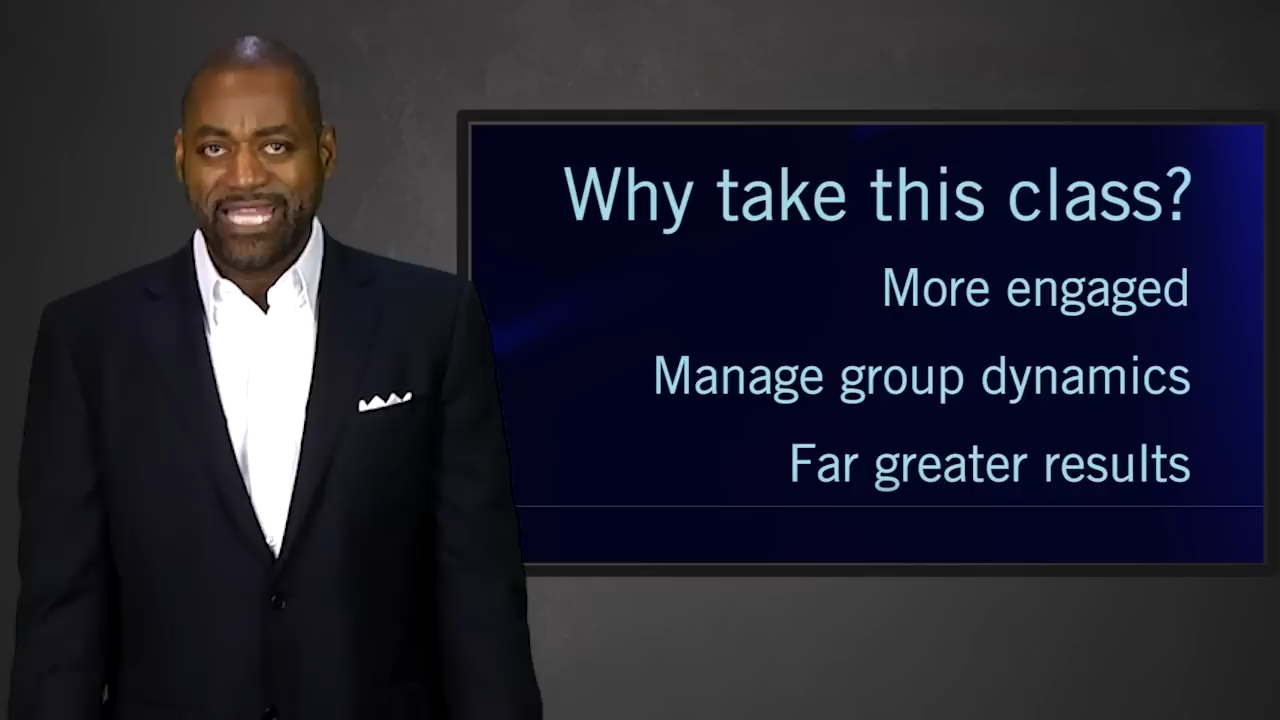 Why take this class?
More engaged
Manage group dynamics
Far greater results